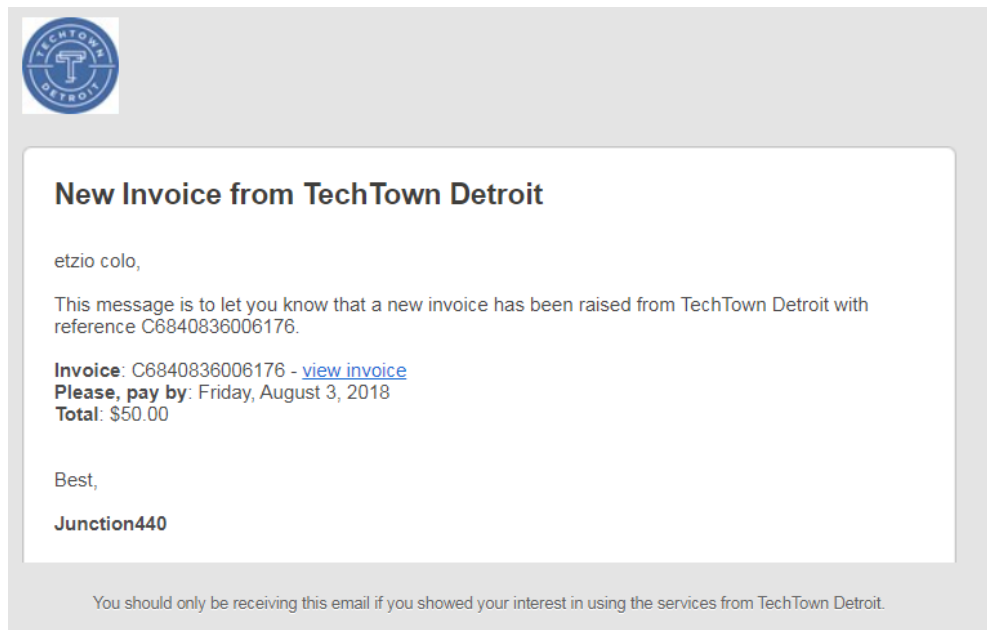 TECHTOWN
T
DETROIT
New Invoice from TechTown Detroit
etzio colo,
This message is to let you know that a new invoice has been raised from TechTown Detroit with
reference C6840836006176.
Invoice: C6840836006176 - view invoice
Please, pay by: Friday, August 3, 2018
Total: $50.00
Best,
Junction440
You should only be receiving this email if you showed your interest in using the services from TechTown Detroit.